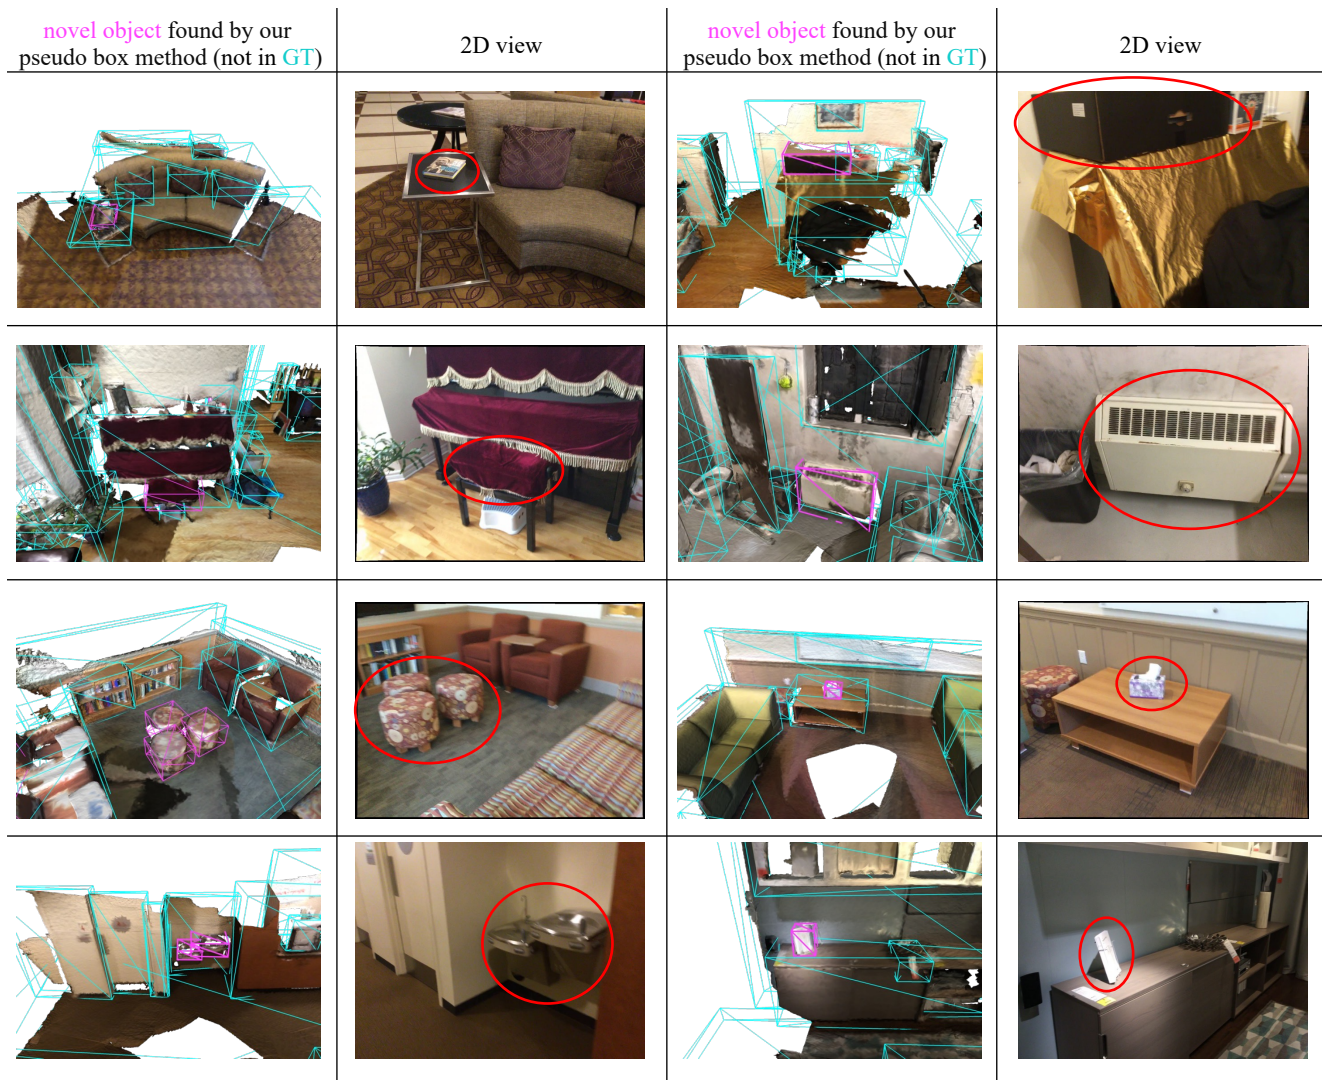 novel object found by our
pseudo box method (not in GT)
2D view
novel object found by our
pseudo box method (not in GT)
2D view